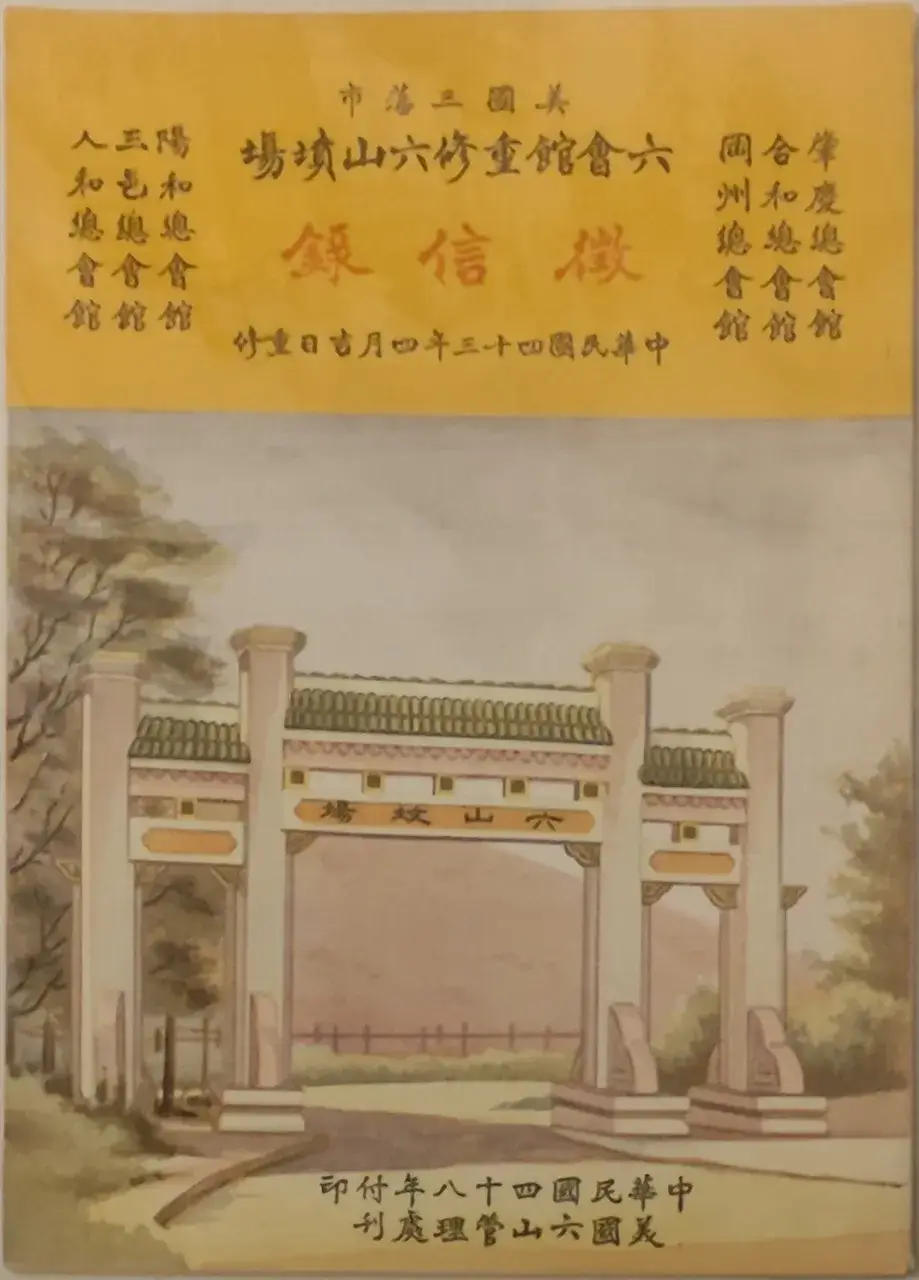 美國三藩市
六會館重修六山墳場
徵信錄
中華民國四十三年四月吉日重修
肇慶總會館
合和總會館
岡州總會館
陽和總會館
三邑總會館
人和總會館
六山坟場
中華民國四十八年付印
美國六山管理處刊